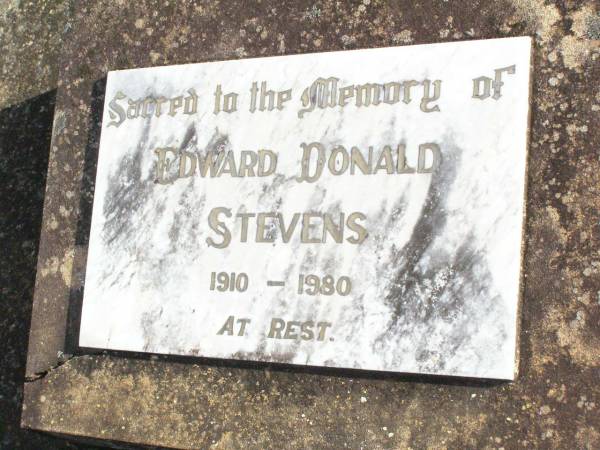 Sacred to the Memory of
EDWARD DONALD
STEVENS
1910 — 1980
AT REST.